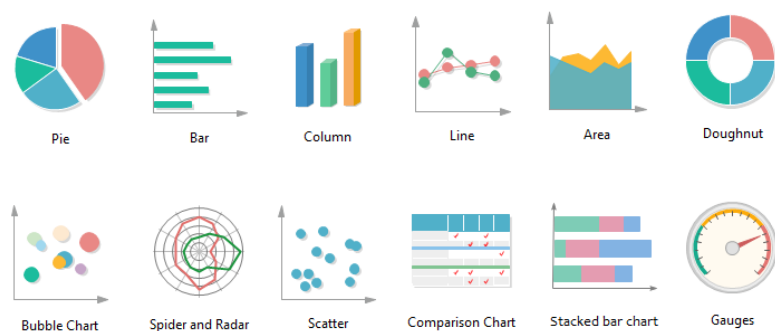 Pie
Bar
Column
Line
Area
Doughnut
Bubble Chart
Spider and Radar
Scatter
Comparison Chart
Stacked bar chart
Gauges